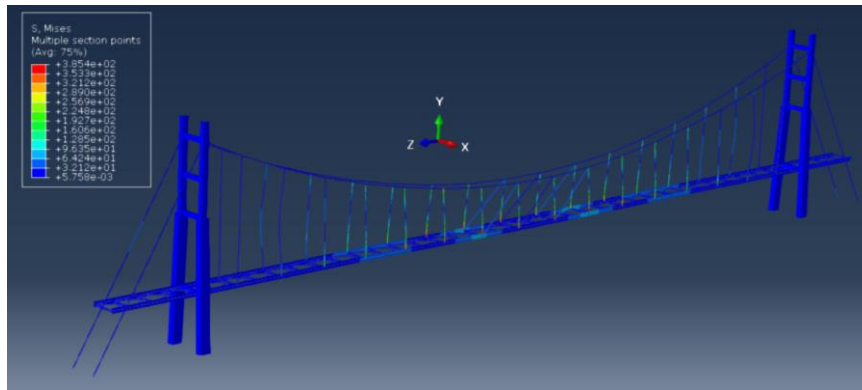 S, Mises
Multiple section points
(Avg: 75%)
+3.854e+02
+3.533e+02
+3.212e+02
+2.890e+02
+2.569e+02
+2.248e+02
+1.927e+02
+1.606e+02
+1.285e+02
+9.635e+01
+6.424e+01
+3.212e+01
+5.758e-03
Y
Z
X